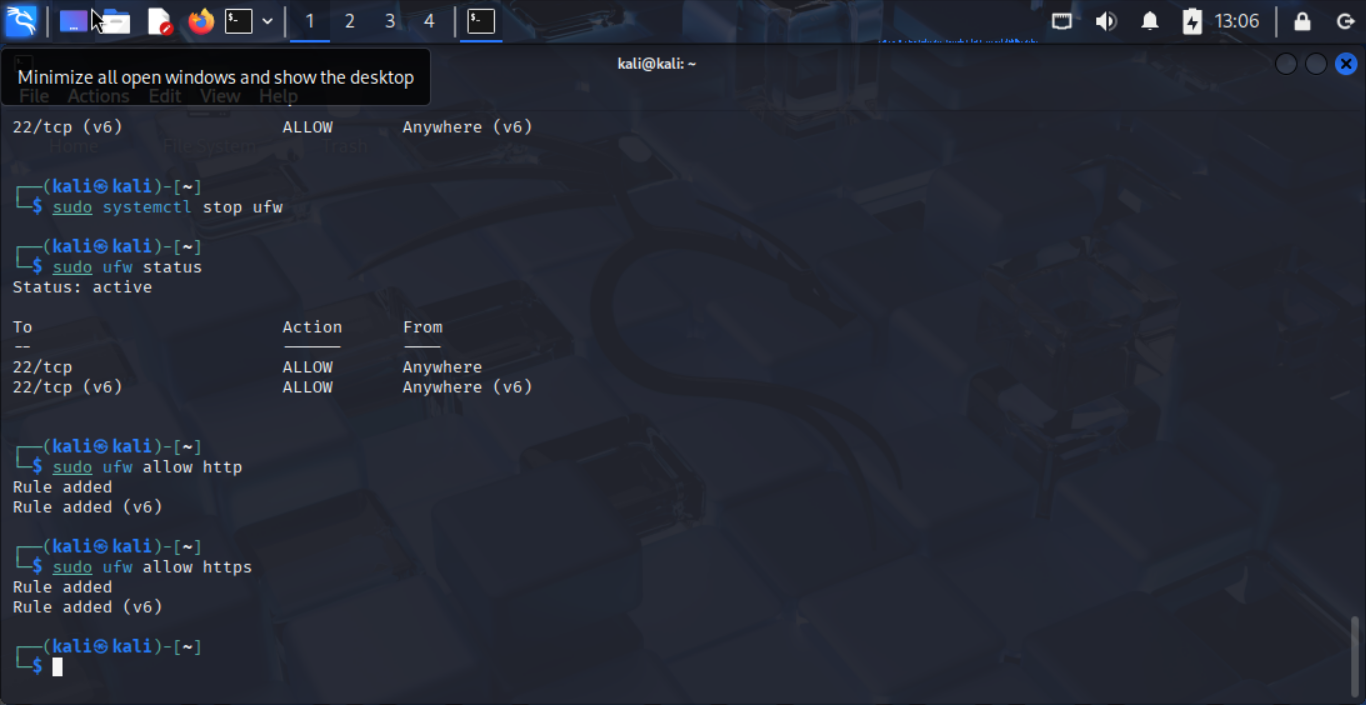 1 2 3 4 13:06
kali@kali: ~
Minimize all open windows and show the desktop
File Actions Edit View Help
22/tcp (v6) ALLOW Anywhere (v6)
Home File System Trash
┌──(kali㉿kali)-[~]
└─$ sudo systemctl stop ufw
┌──(kali㉿kali)-[~]
└─$ sudo ufw status
Status: active
To Action From
-- ------ ----
22/tcp ALLOW Anywhere
22/tcp (v6) ALLOW Anywhere (v6)
┌──(kali㉿kali)-[~]
└─$ sudo ufw allow http
Rule added
Rule added (v6)
┌──(kali㉿kali)-[~]
└─$ sudo ufw allow https
Rule added
Rule added (v6)
┌──(kali㉿kali)-[~]
└─$